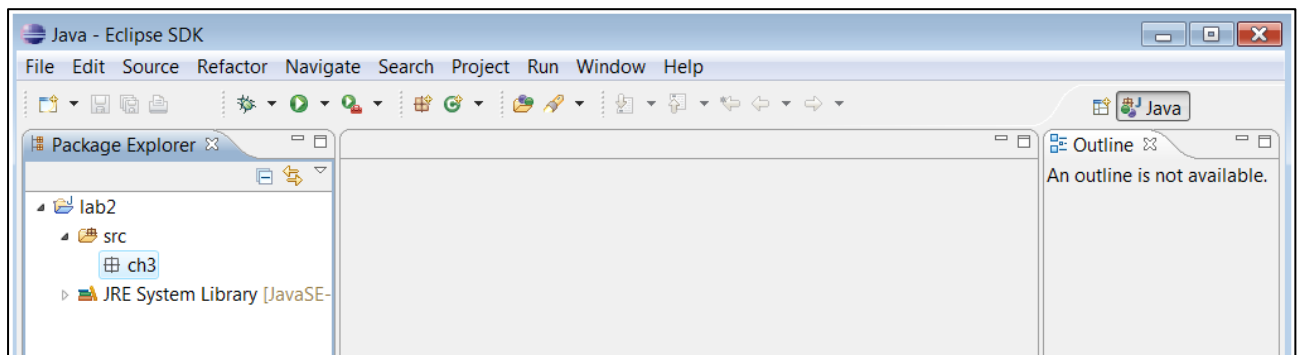 Java - Eclipse SDK
File Edit Source Refactor Navigate Search Project Run Window Help
Java
Package Explorer
Outline
An outline is not available.
lab2
src
ch3
JRE System Library [JavaSE-